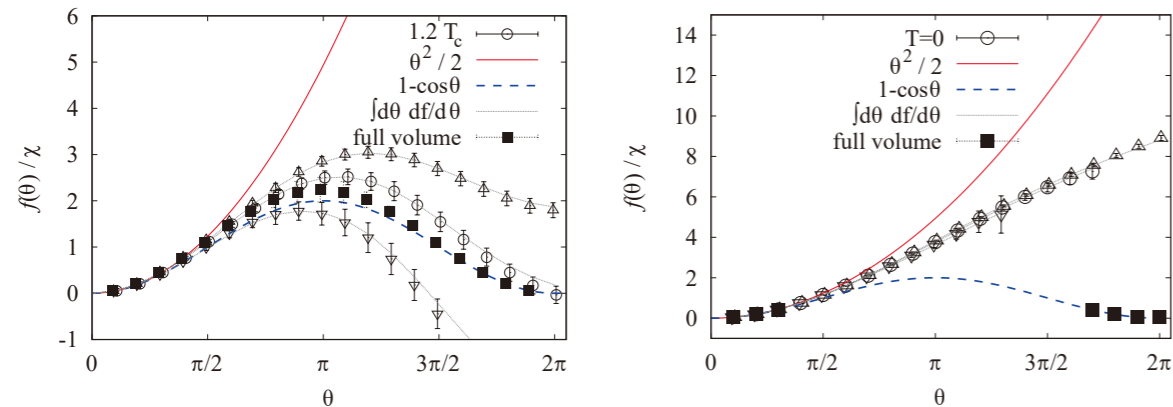 6
5
4
3
2
1
0
-1
f(θ) / χ
1.2 T_c
θ^2 / 2
1-cosθ
∫dθ df/dθ
full volume
0
π/2
π
3π/2
2π
θ
14
12
10
8
6
4
2
0
f(θ) / χ
T=0
θ^2 / 2
1-cosθ
∫dθ df/dθ
full volume
0
π/2
π
3π/2
2π
θ